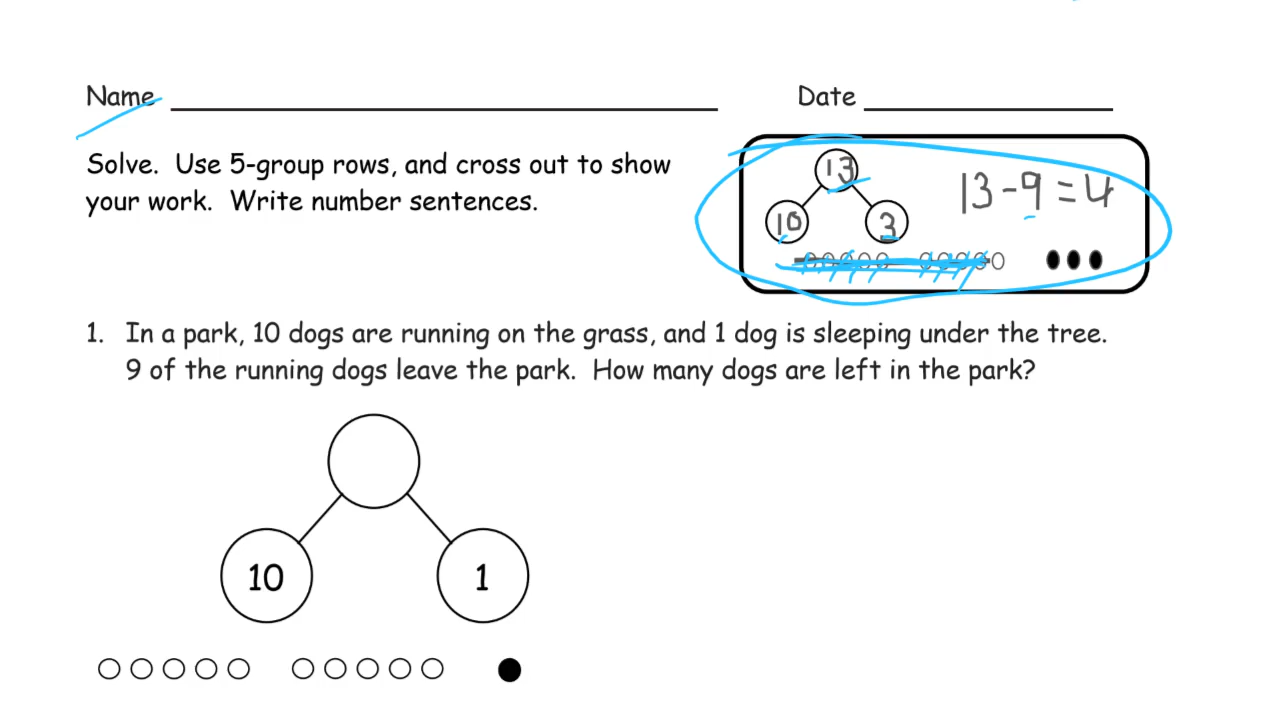 Name Date
Solve. Use 5-group rows, and cross out to show
your work. Write number sentences.
13
10 3
13-9=4
1. In a park, 10 dogs are running on the grass, and 1 dog is sleeping under the tree.
9 of the running dogs leave the park. How many dogs are left in the park?
10 1